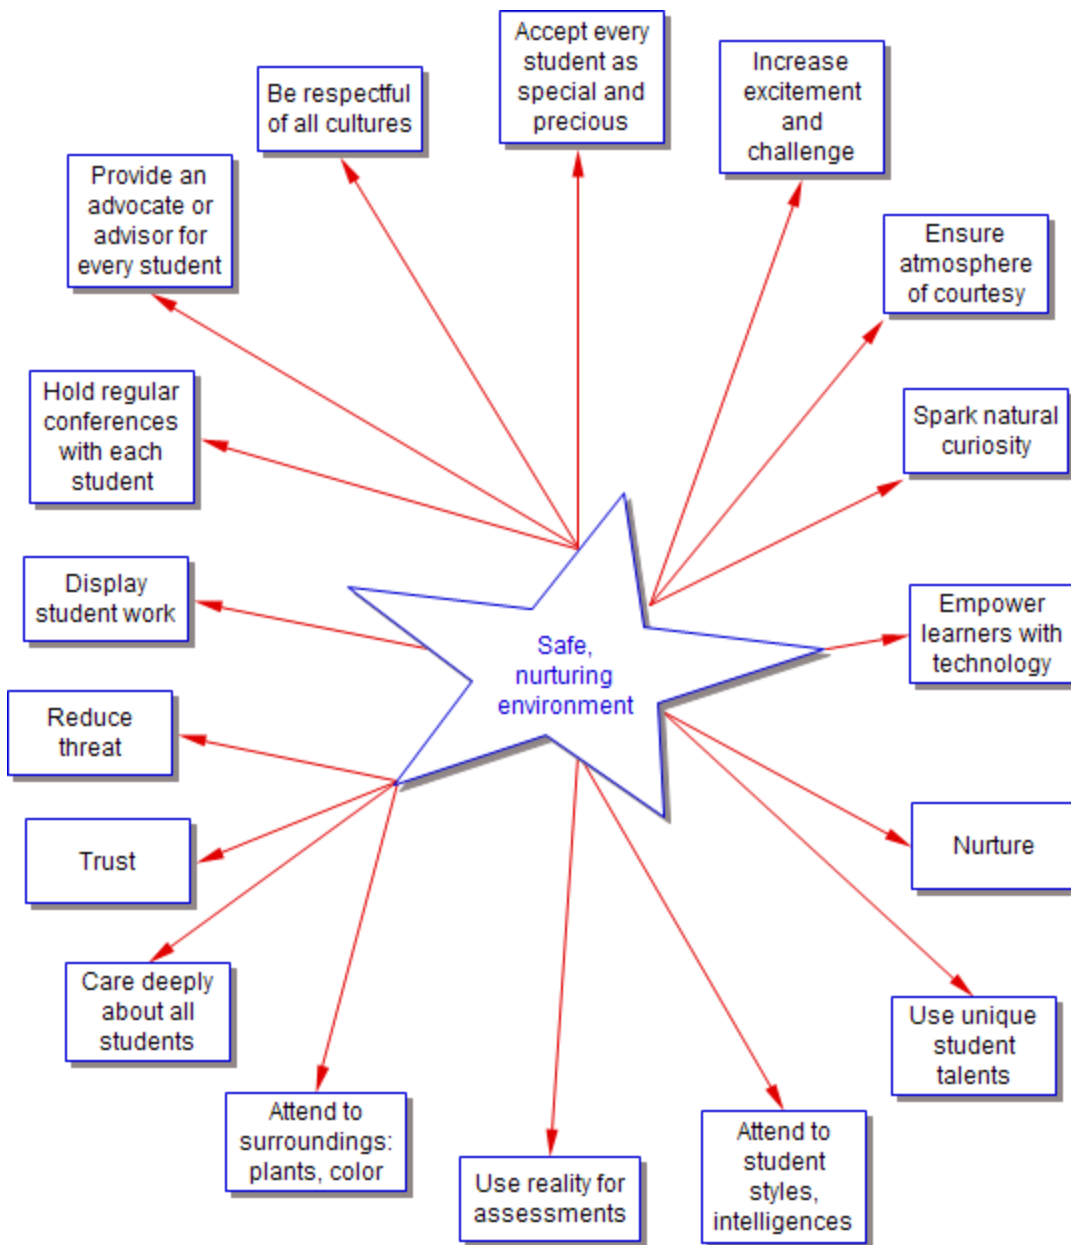 Accept every
student as
special and
precious
Increase
excitement
and
challenge
Be respectful
of all cultures
Provide an
advocate or
advisor for
every student
Ensure
atmosphere
of courtesy
Hold regular
conferences
with each
student
Spark natural
curiosity
Display
student work
Empower
learners with
technology
Safe,
nurturing
environment
Reduce
threat
Trust
Nurture
Care deeply
about all
students
Use unique
student
talents
Attend to
surroundings:
plants, color
Use reality for
assessments
Attend to
student
styles,
intelligences